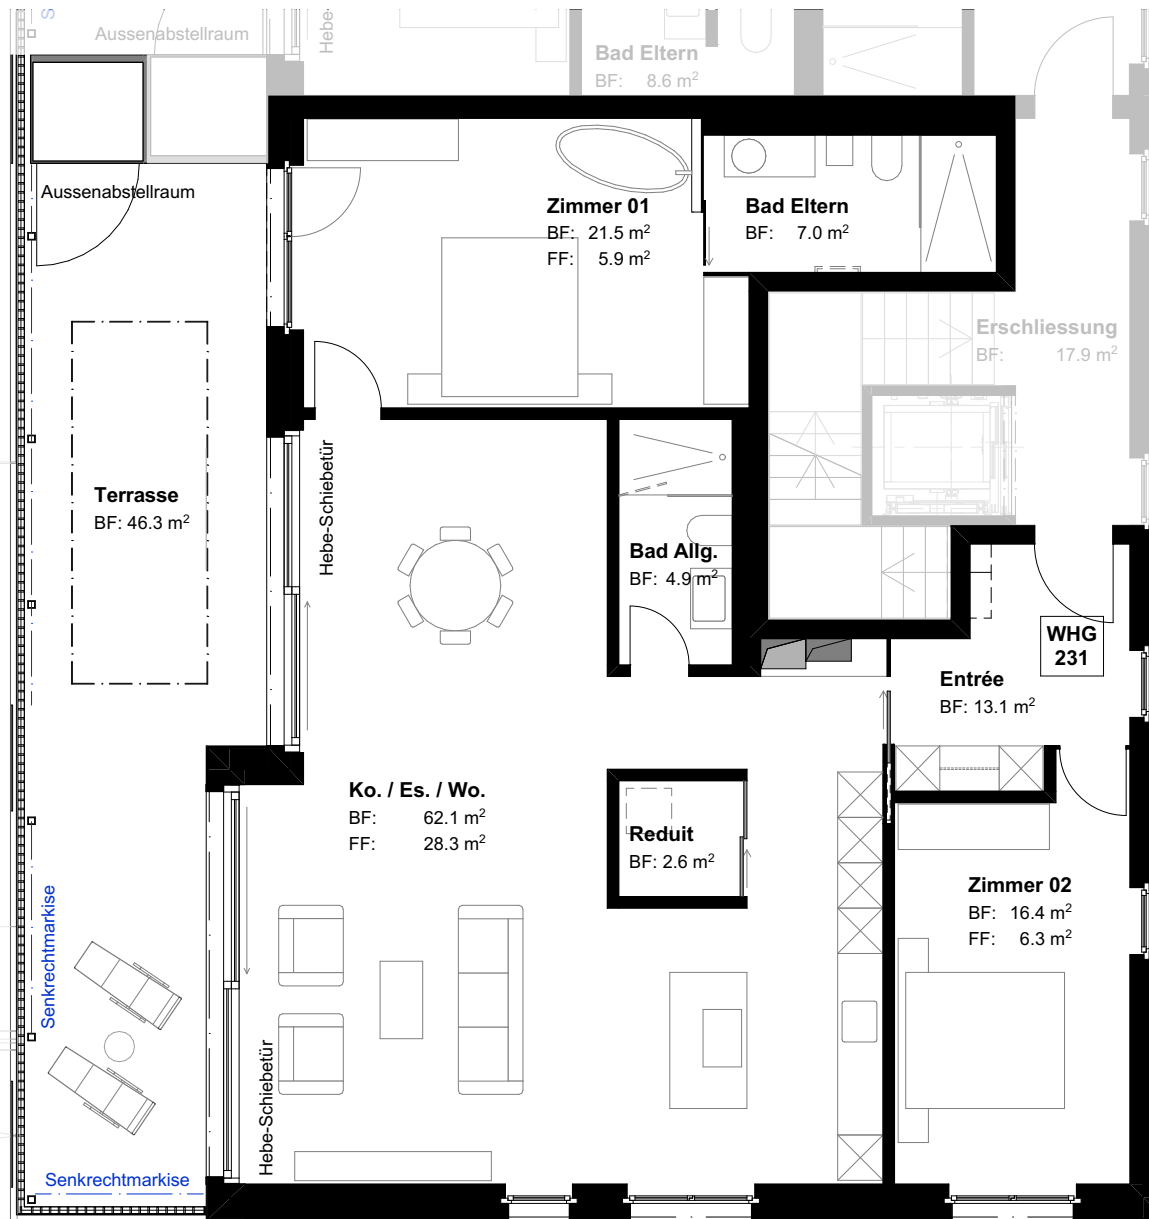 Aussenabstellraum
Hebe-
S
Bad Eltern
BF: 8.6 m²
Aussenabstellraum
Zimmer 01
BF: 21.5 m²
FF: 5.9 m²
Bad Eltern
BF: 7.0 m²
Erschliessung
BF: 17.9 m²
Hebe-Schiebetür
Terrasse
BF: 46.3 m²
Bad Allg.
BF: 4.9 m²
WHG
231
Entrée
BF: 13.1 m²
Ko. / Es. / Wo.
BF: 62.1 m²
FF: 28.3 m²
Reduit
BF: 2.6 m²
Zimmer 02
BF: 16.4 m²
FF: 6.3 m²
Senkrechtmarkise
Hebe-Schiebetür
Senkrechtmarkise